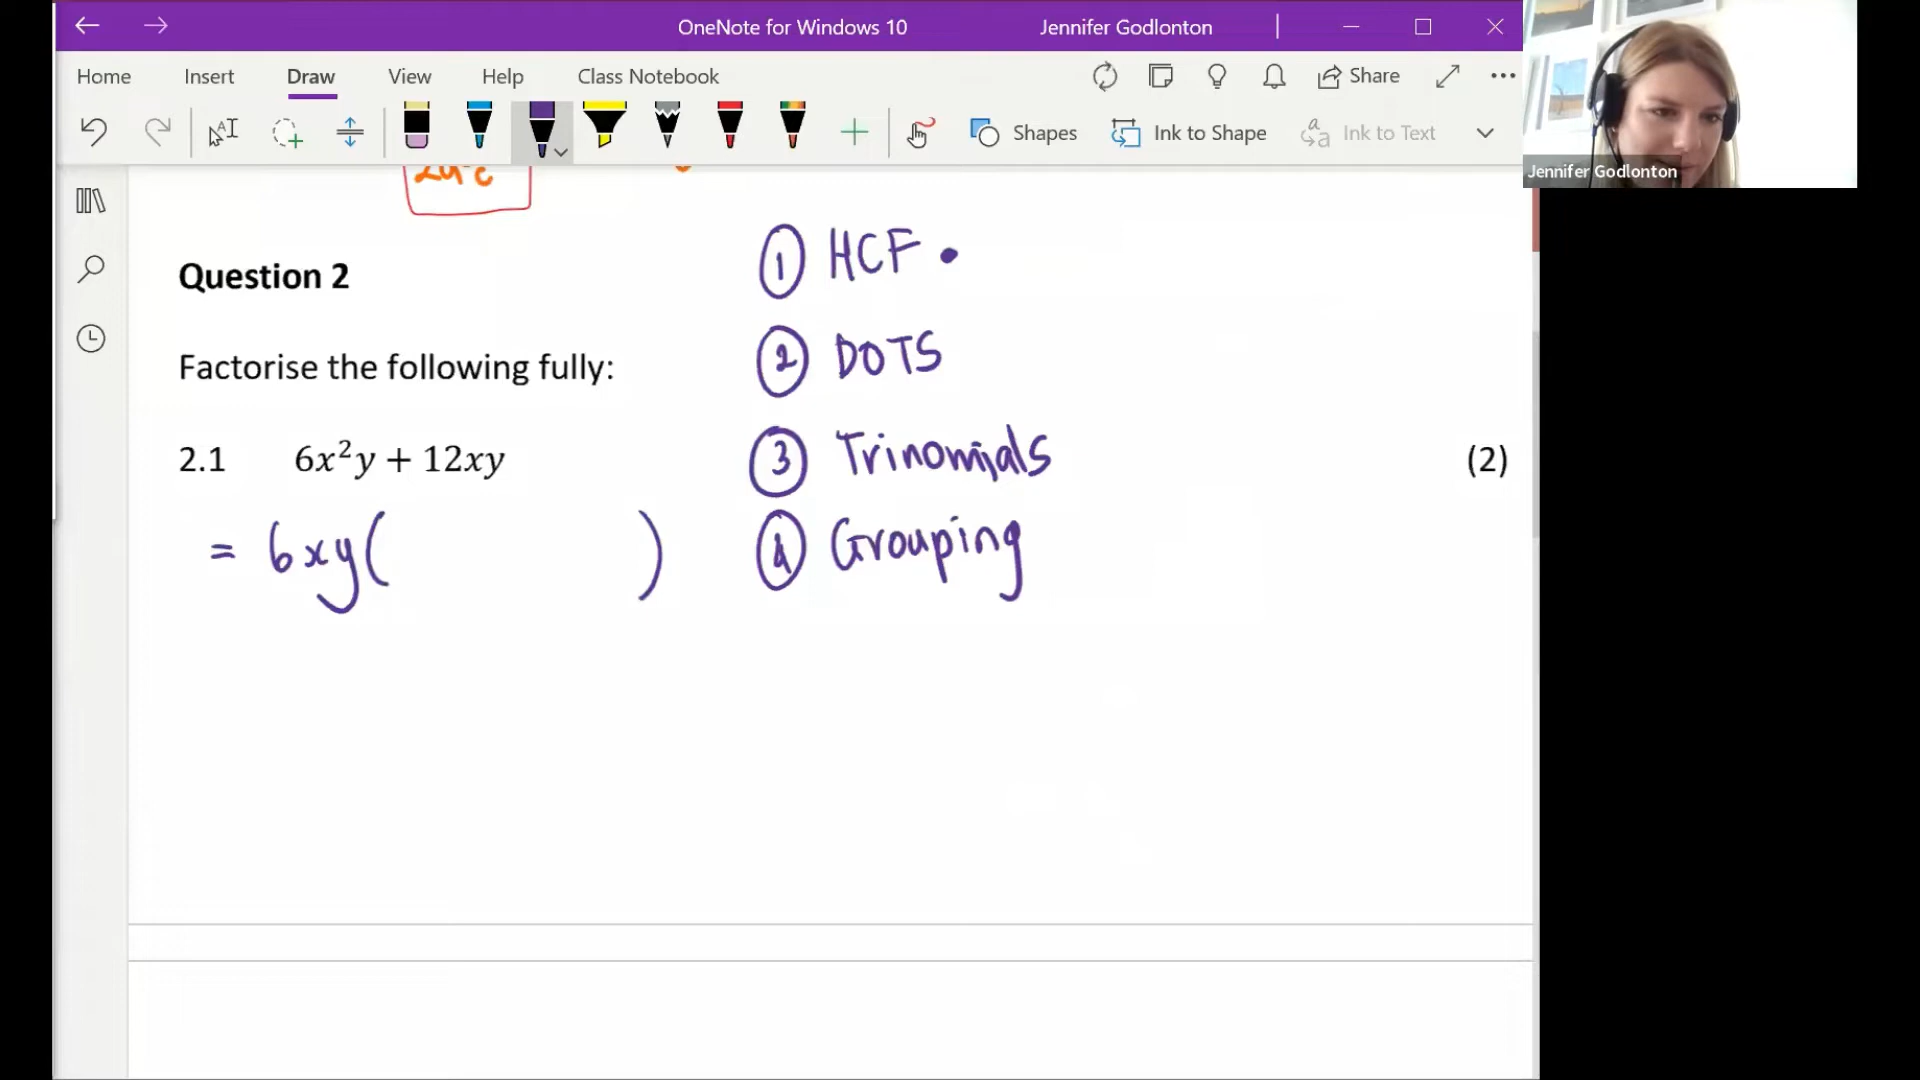 OneNote for Windows 10
Jennifer Godlonton
Home Insert Draw View Help Class Notebook
Share
Shapes Ink to Shape Ink to Text
Jennifer Godlonton
① HCF •
Question 2
② DOTS
Factorise the following fully:
2.1 6x²y + 12xy (2)
③ Trinomials
= 6xy( )
④ Grouping